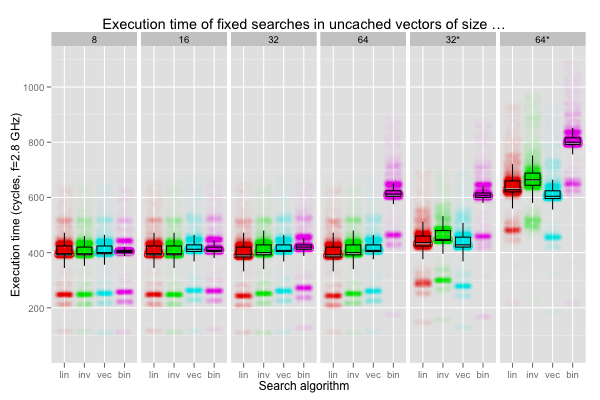 Execution time of fixed searches in uncached vectors of size …
8 16 32 64 32* 64*
1000
800
600
400
200
Execution time (cycles, f=2.8 GHz)
lin inv vec bin lin inv vec bin lin inv vec bin lin inv vec bin lin inv vec bin lin inv vec bin
Search algorithm